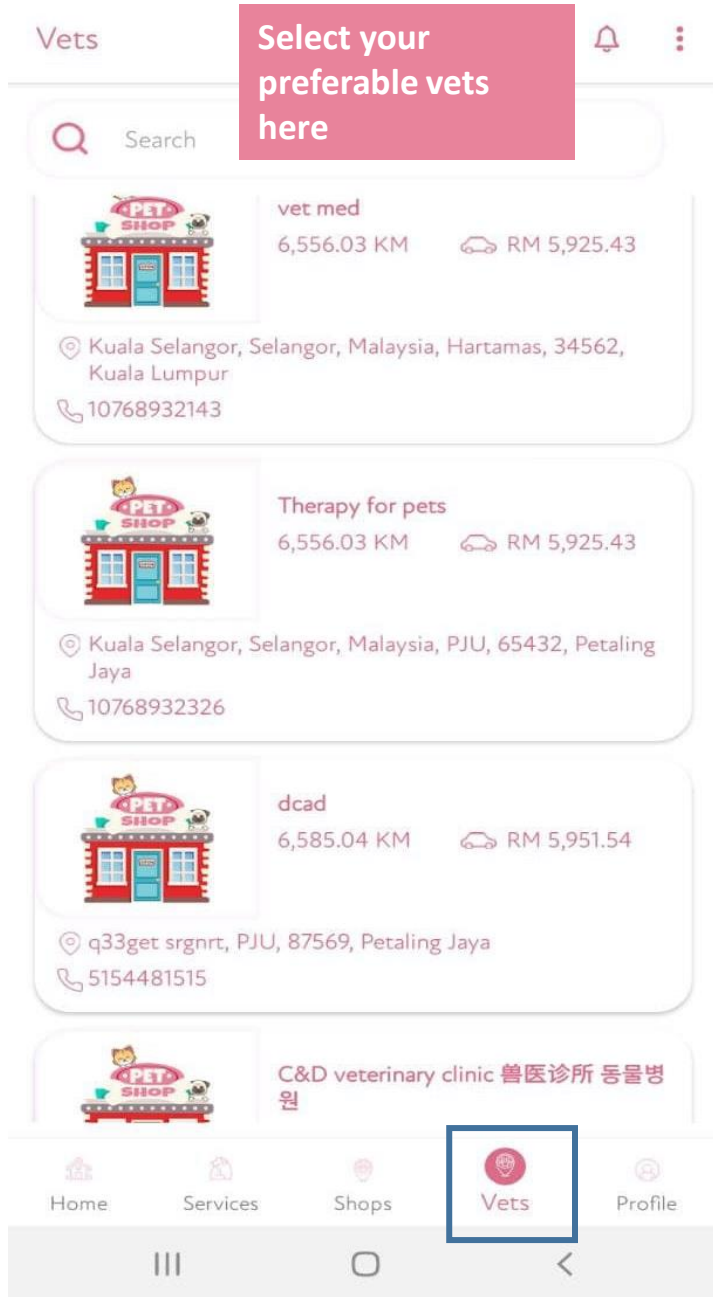 Vets
Select your
preferable vets
here
Search
PET
SHOP
vet med
6,556.03 KM RM 5,925.43
Kuala Selangor, Selangor, Malaysia, Hartamas, 34562,
Kuala Lumpur
10768932143
PET
SHOP
Therapy for pets
6,556.03 KM RM 5,925.43
Kuala Selangor, Selangor, Malaysia, PJU, 65432, Petaling
Jaya
10768932326
PET
SHOP
dcad
6,585.04 KM RM 5,951.54
q33get srgnrt, PJU, 87569, Petaling Jaya
5154481515
PET
SHOP
C&D veterinary clinic 兽医诊所 동물병
원
Home Services Shops Vets Profile